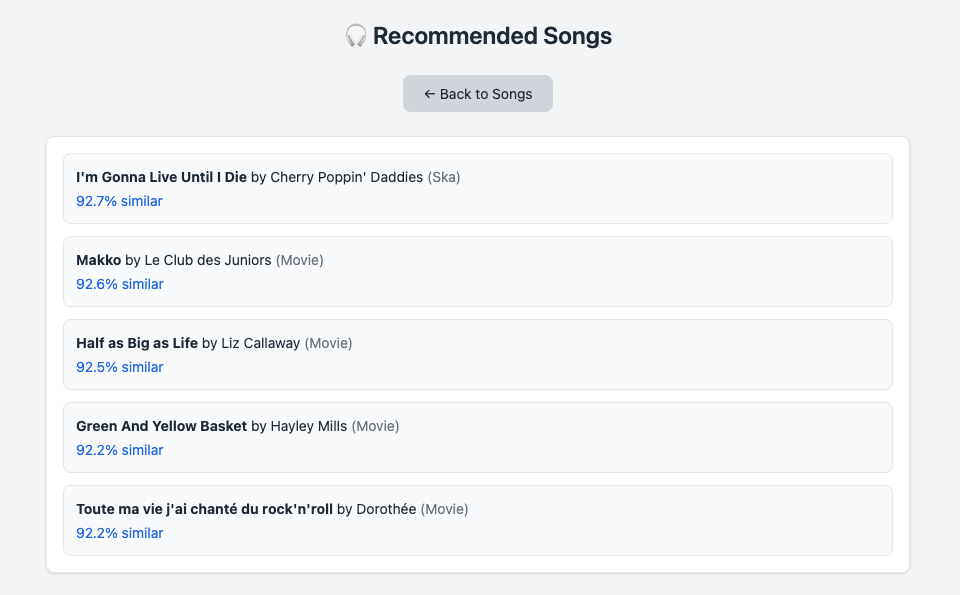 🎧 Recommended Songs
← Back to Songs
I'm Gonna Live Until I Die by Cherry Poppin' Daddies (Ska)
92.7% similar
Makko by Le Club des Juniors (Movie)
92.6% similar
Half as Big as Life by Liz Callaway (Movie)
92.5% similar
Green And Yellow Basket by Hayley Mills (Movie)
92.2% similar
Toute ma vie j'ai chanté du rock'n'roll by Dorothée (Movie)
92.2% similar